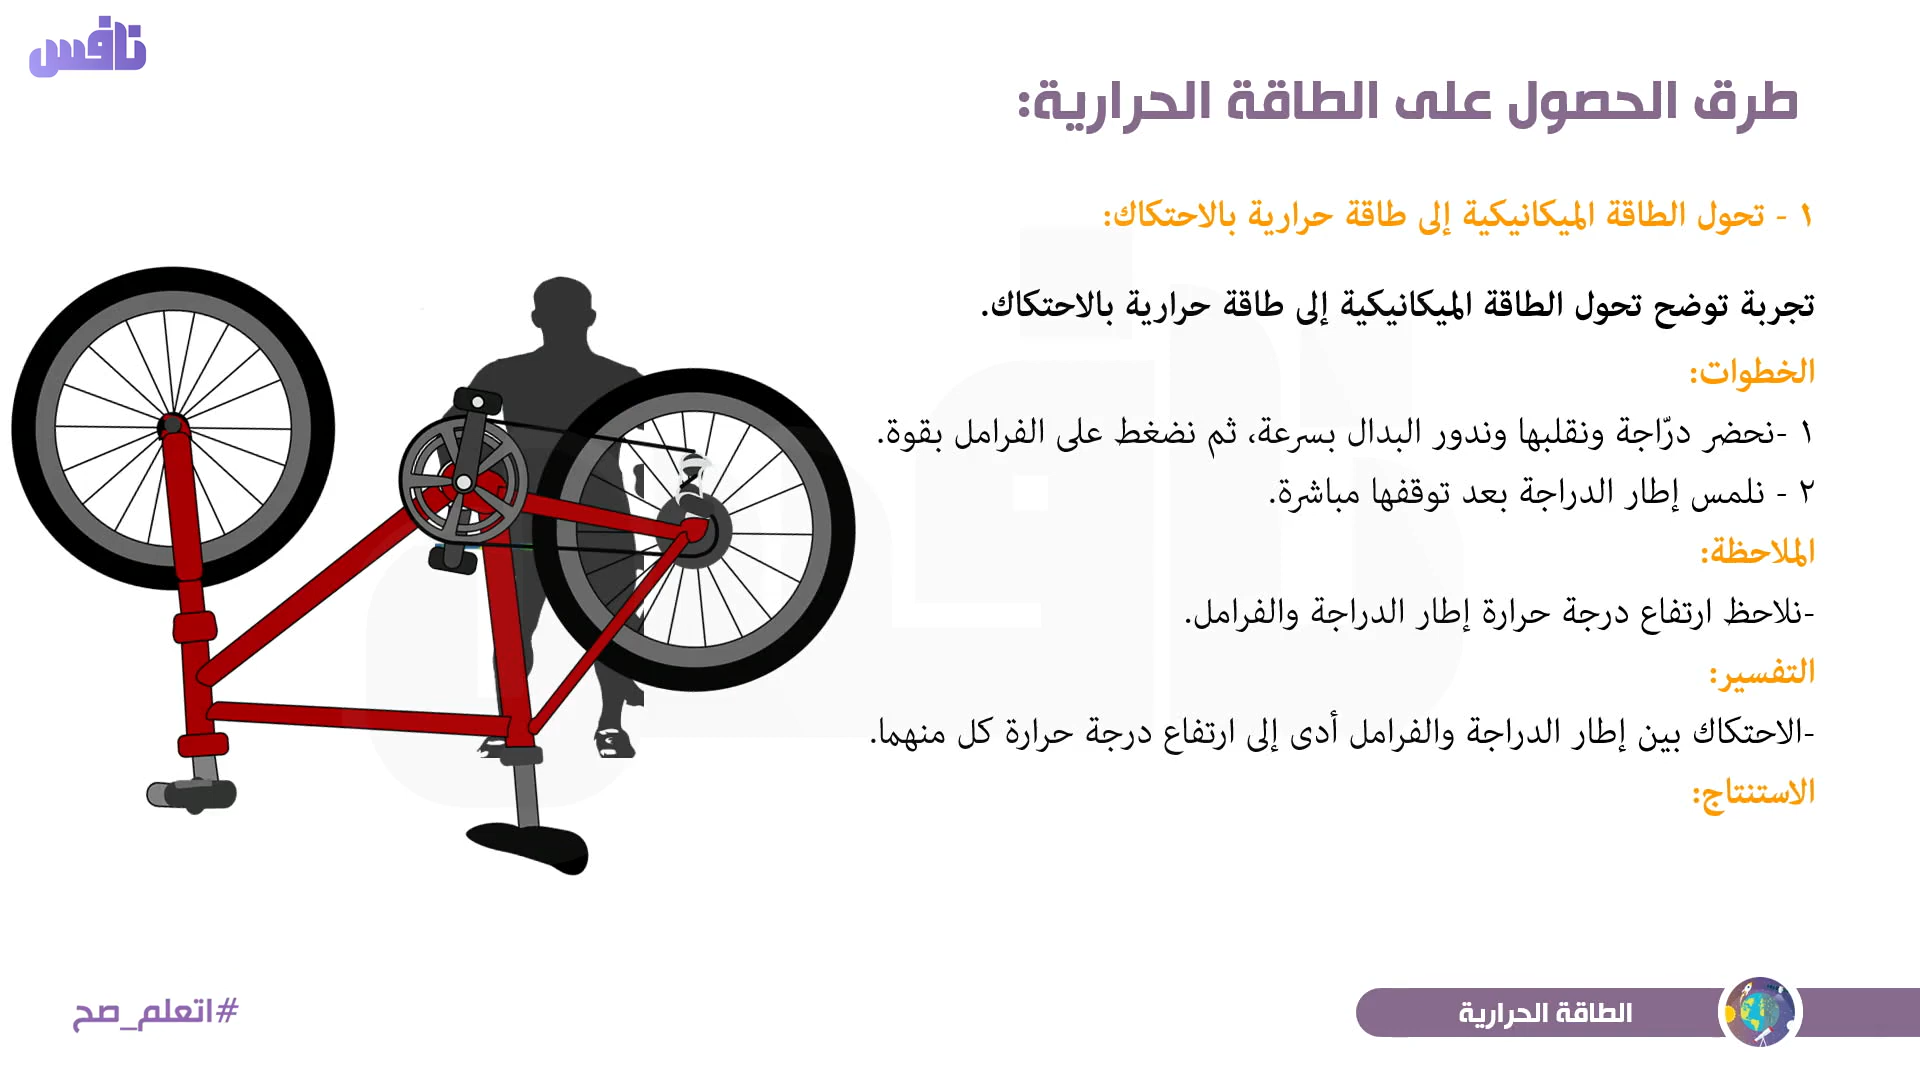 نافس
طرق الحصول على الطاقة الحرارية:
١ - تحول الطاقة الميكانيكية إلى طاقة حرارية بالاحتكاك:
تجربة توضح تحول الطاقة الميكانيكية إلى طاقة حرارية بالاحتكاك.
الخطوات:
١ -نحضر درّاجة ونقلبها وندور البدال بسرعة، ثم نضغط على الفرامل بقوة.
٢ - نلمس إطار الدراجة بعد توقفها مباشرة.
الملاحظة:
-نلاحظ ارتفاع درجة حرارة إطار الدراجة والفرامل.
التفسير:
-الاحتكاك بين إطار الدراجة والفرامل أدى إلى ارتفاع درجة حرارة كل منهما.
الاستنتاج:
الطاقة الحرارية
#اتعلم_صح